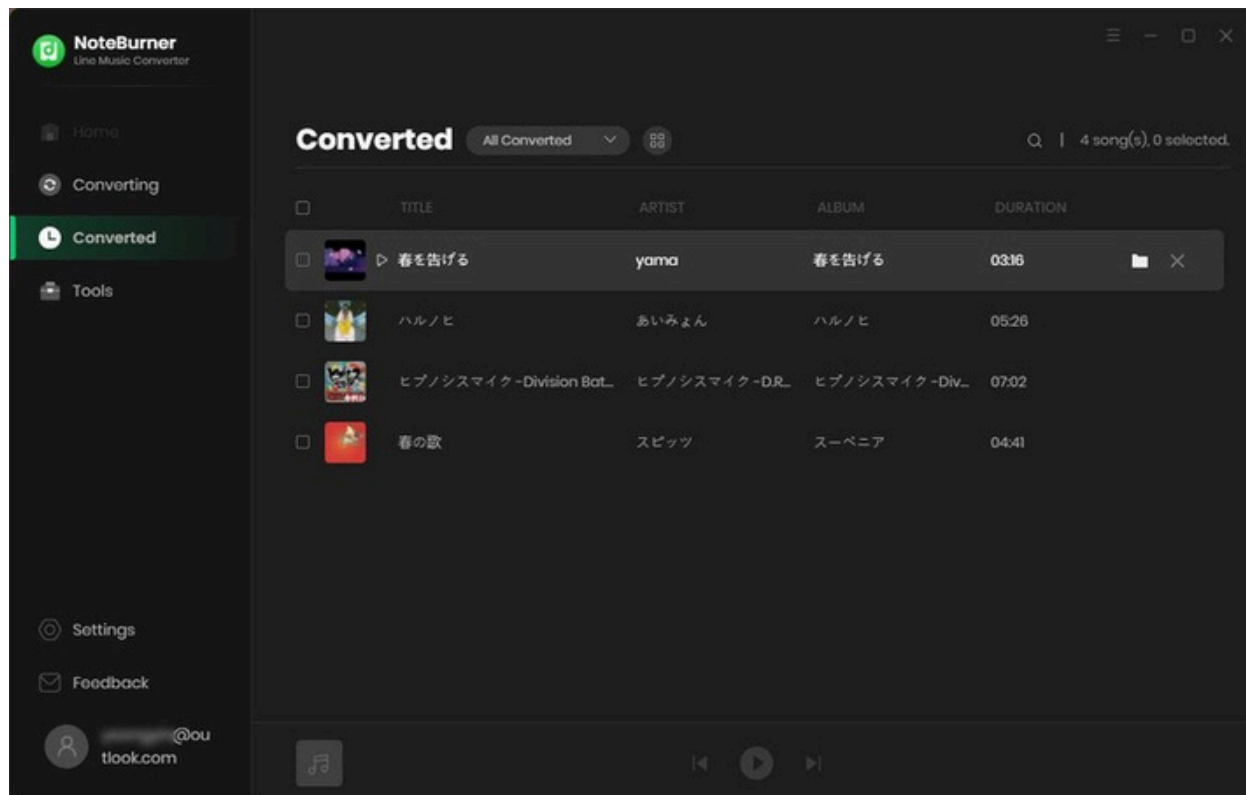 NoteBurner
Line Music Converter
Home
Converting
Converted
Tools
Settings
Feedback
@ou
tlook.com
Converted
All Converted
4 song(s), 0 selected.
TITLE ARTIST ALBUM DURATION
春を告げる yama 春を告げる 03:16
ハルノヒ あいみょん ハルノヒ 05:26
ヒプノシスマイク -Division Bat... ヒプノシスマイク -D.R... ヒプノシスマイク -Div... 07:02
春の歌 スピッツ スーベニア 04:41